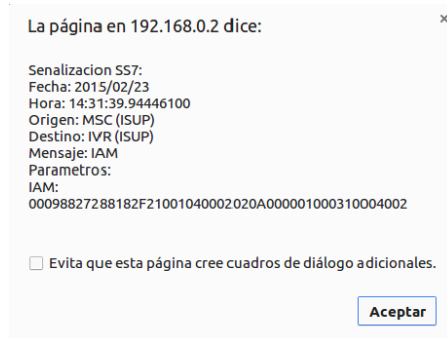 La página en 192.168.0.2 dice:
×
Senalizacion SS7:
Fecha: 2015/02/23
Hora: 14:31:39.94446100
Origen: MSC (ISUP)
Destino: IVR (ISUP)
Mensaje: IAM
Parametros:
IAM:
00098827288182F21001040002020A000001000310004002
Evita que esta página cree cuadros de diálogo adicionales.
Aceptar